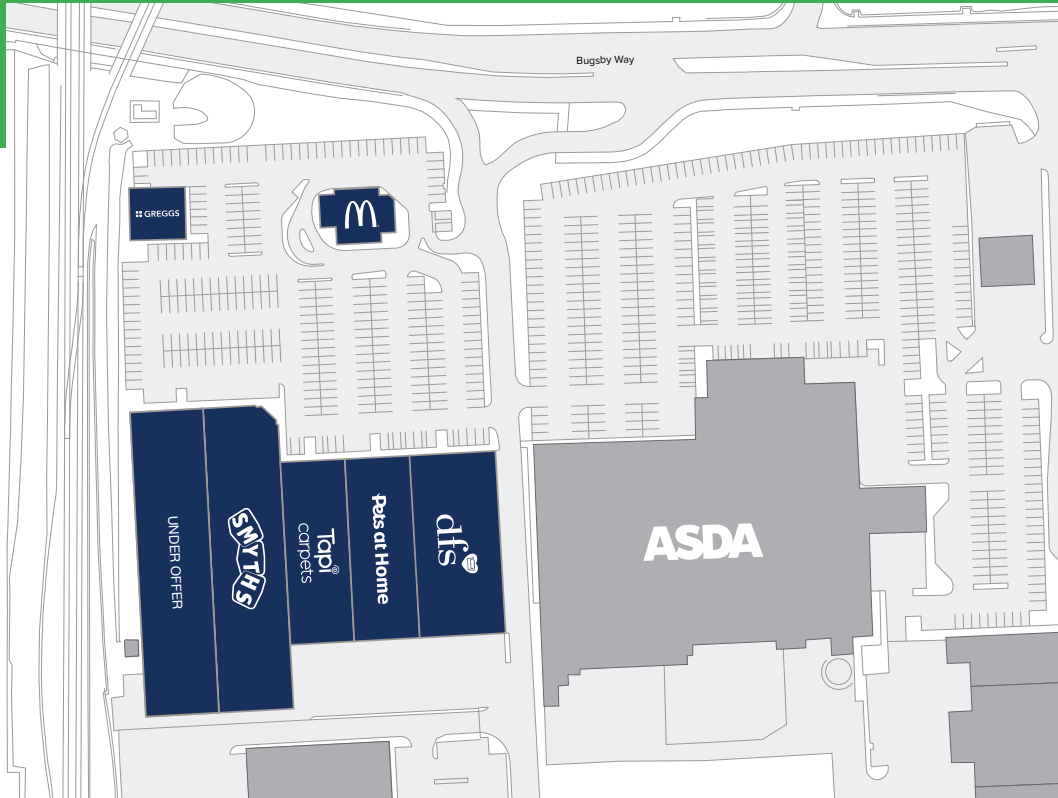 Bugsby Way
GREGGS
M
UNDER OFFER
SMYTHS
Tapi
carpets
Pets at Home
dfs
ASDA